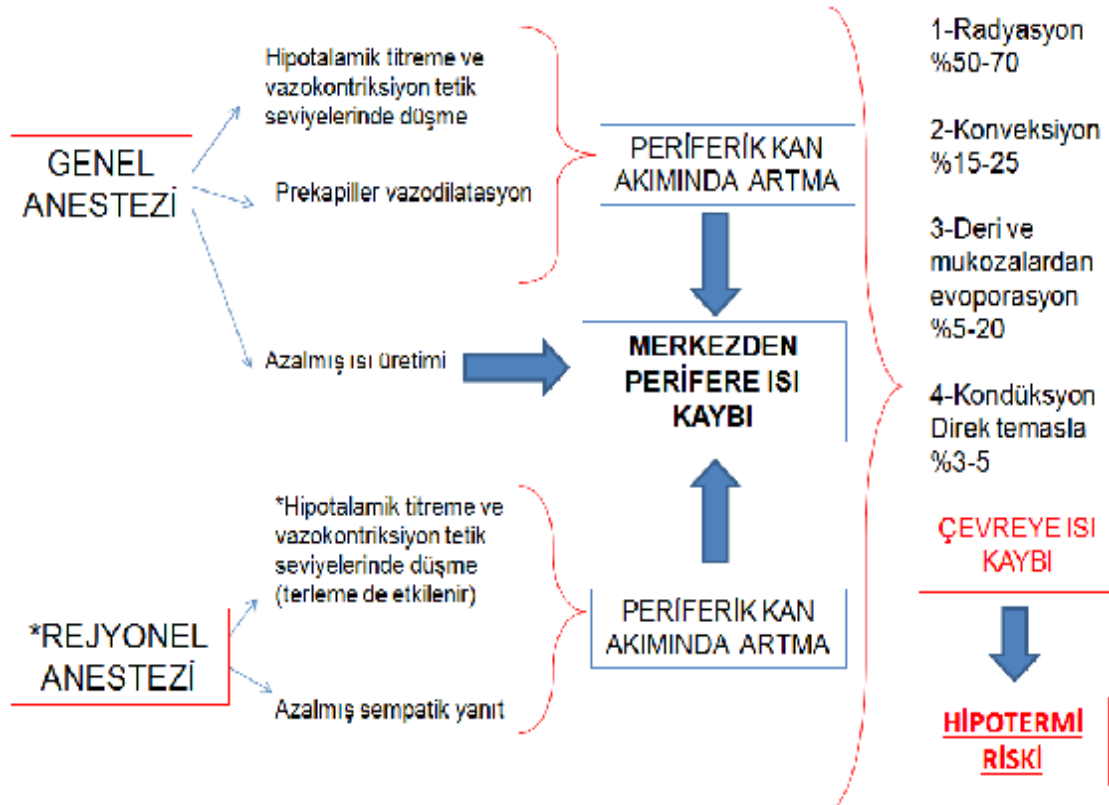 GENEL
ANESTEZİ
Hipotalamik titreme ve
vazokontriksiyon tetik
seviyelerinde düşme
Prekapiller vazodilatasyon
Azalmış ısı üretimi
PERİFERİK KAN
AKIMINDA ARTMA
MERKEZDEN
PERİFERE ISI
KAYBI
*REJYONEL
ANESTEZİ
*Hipotalamik titreme ve
vazokontriksiyon tetik
seviyelerinde düşme
(terleme de etkilenir)
Azalmış sempatik yanıt
PERİFERİK KAN
AKIMINDA ARTMA
1-Radyasyon
%50-70
2-Konveksiyon
%15-25
3-Deri ve
mukozalardan
evoporasyon
%5-20
4-Kondüksyon
Direk temasla
%3-5
ÇEVREYE ISI
KAYBI
HİPOTERMİ
RİSKİ